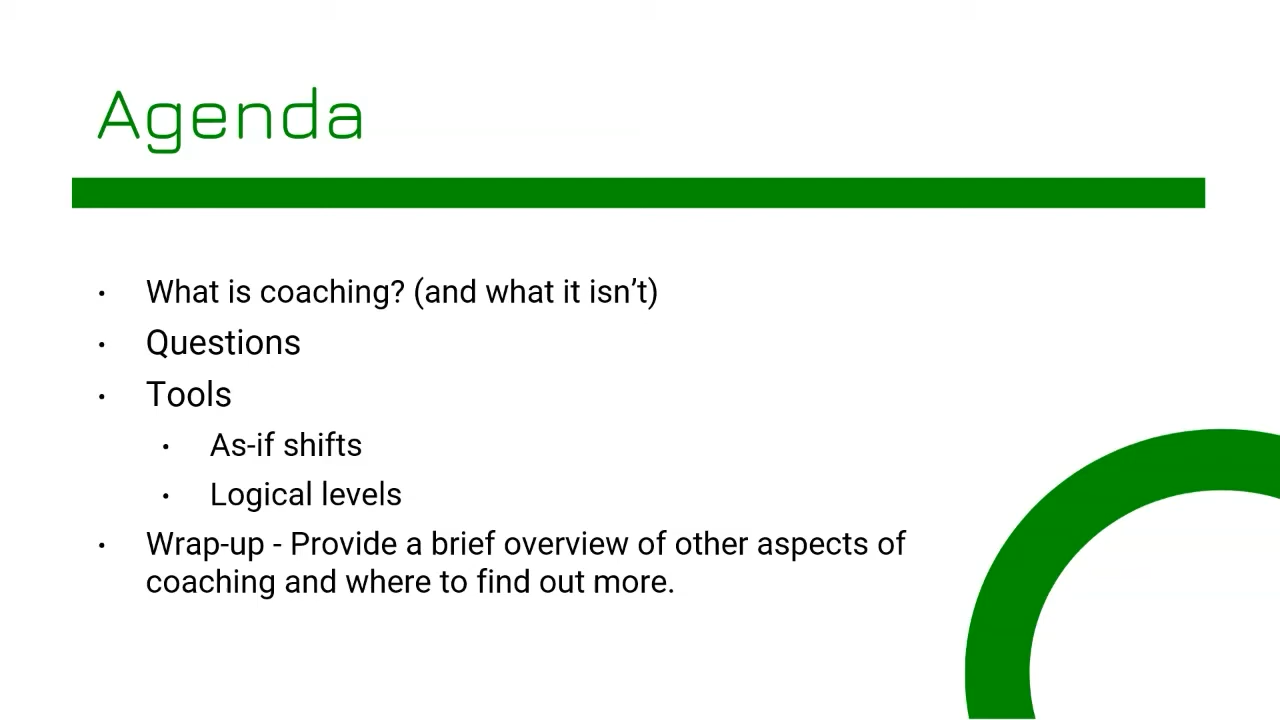 Agenda
• What is coaching? (and what it isn’t)
• Questions
• Tools
• As-if shifts
• Logical levels
• Wrap-up - Provide a brief overview of other aspects of
coaching and where to find out more.